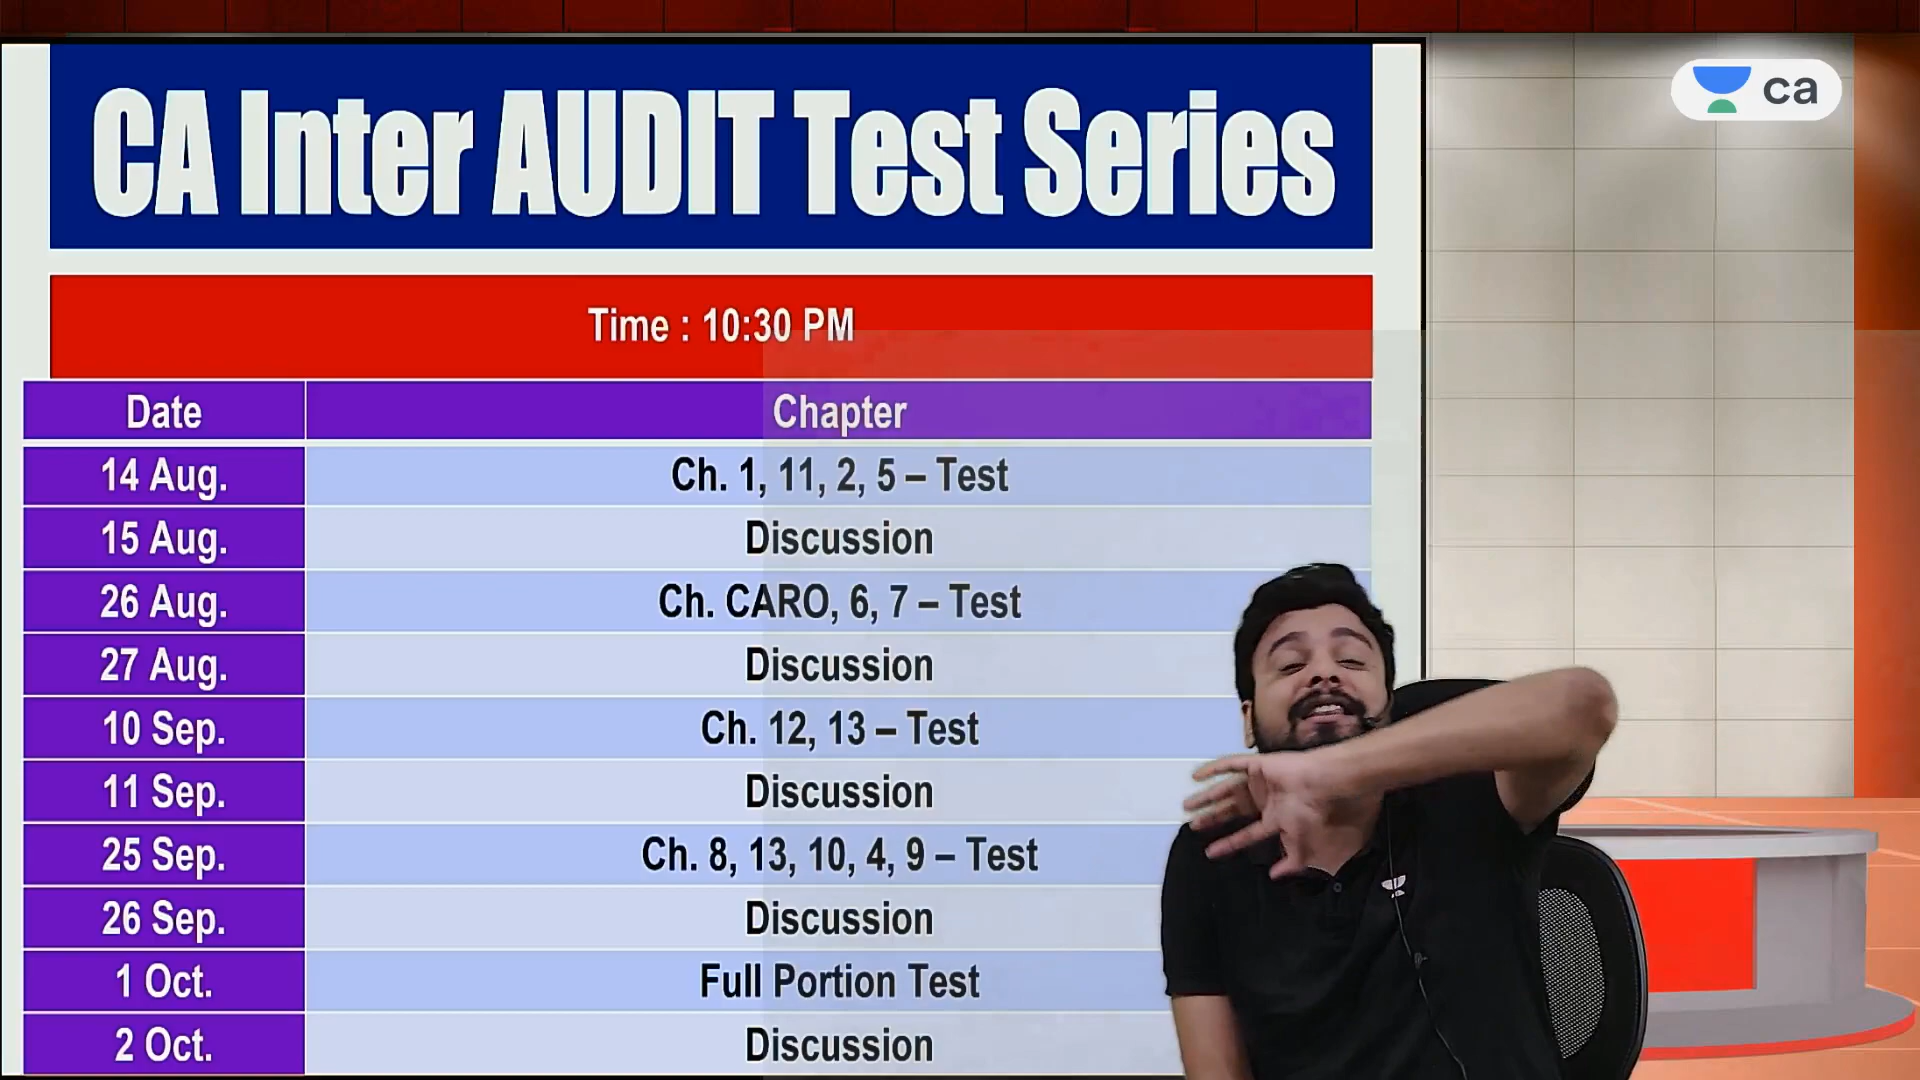 CA Inter AUDIT Test Series
ca
Time : 10:30 PM
Date Chapter
14 Aug. Ch. 1, 11, 2, 5 – Test
15 Aug. Discussion
26 Aug. Ch. CARO, 6, 7 – Test
27 Aug. Discussion
10 Sep. Ch. 12, 13 – Test
11 Sep. Discussion
25 Sep. Ch. 8, 13, 10, 4, 9 – Test
26 Sep. Discussion
1 Oct. Full Portion Test
2 Oct. Discussion